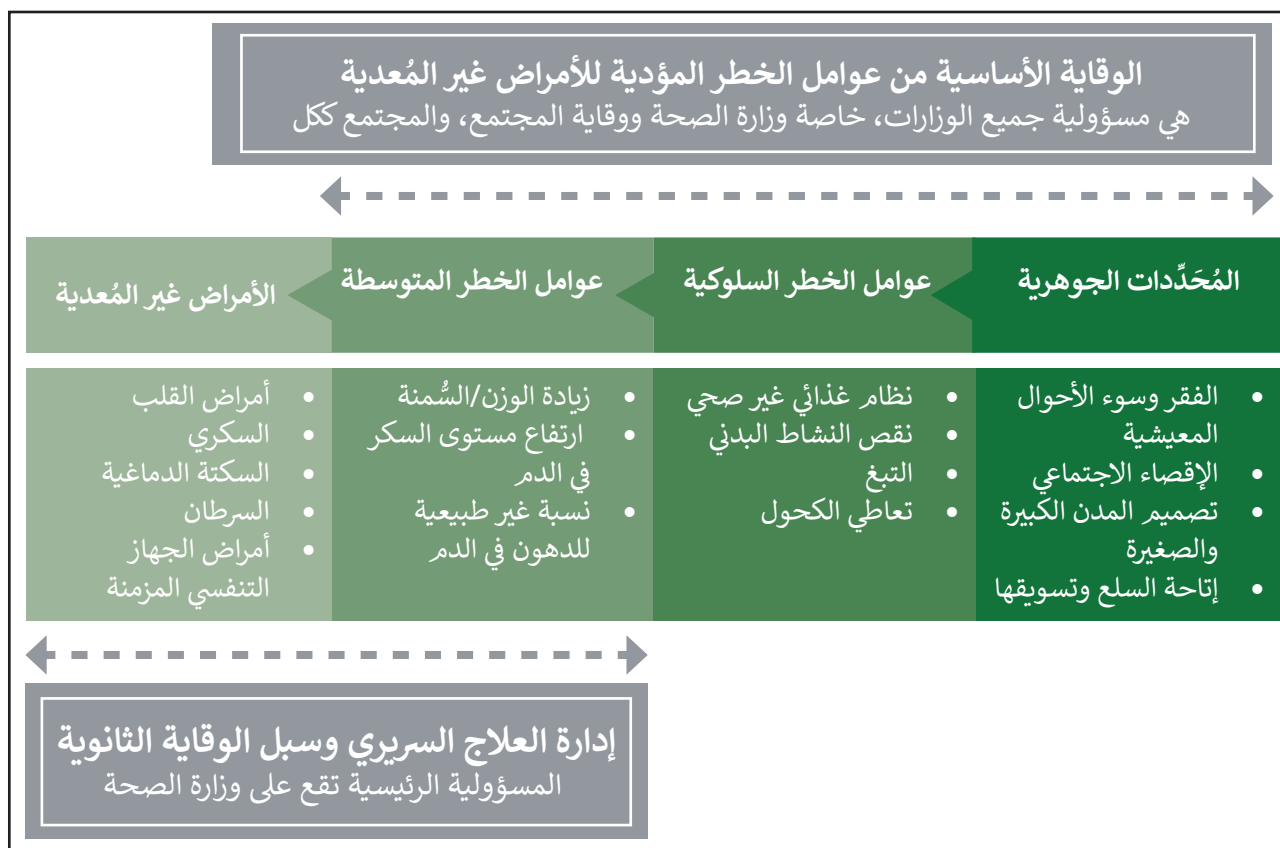 الوقاية الأساسية من عوامل الخطر المؤدية للأمراض غير المُعدية
هي مسؤولية جميع الوزارات، خاصة وزارة الصحة ووقاية المجتمع، والمجتمع ككل
المُحَدِّدات الجوهرية
عوامل الخطر السلوكية
عوامل الخطر المتوسطة
الأمراض غير المُعدية
• الفقر وسوء الأحوال
المعيشية
• الإقصاء الاجتماعي
• تصميم المدن الكبيرة
والصغيرة
• إتاحة السلع وتسويقها
• نظام غذائي غير صحي
• نقص النشاط البدني
• التبغ
• تعاطي الكحول
• زيادة الوزن/السُّمنة
• ارتفاع مستوى السكر
في الدم
• نسبة غير طبيعية
للدهون في الدم
• أمراض القلب
• السكري
• السكتة الدماغية
• السرطان
• أمراض الجهاز
التنفسي المزمنة
إدارة العلاج السريري وسبل الوقاية الثانوية
المسؤولية الرئيسية تقع على وزارة الصحة